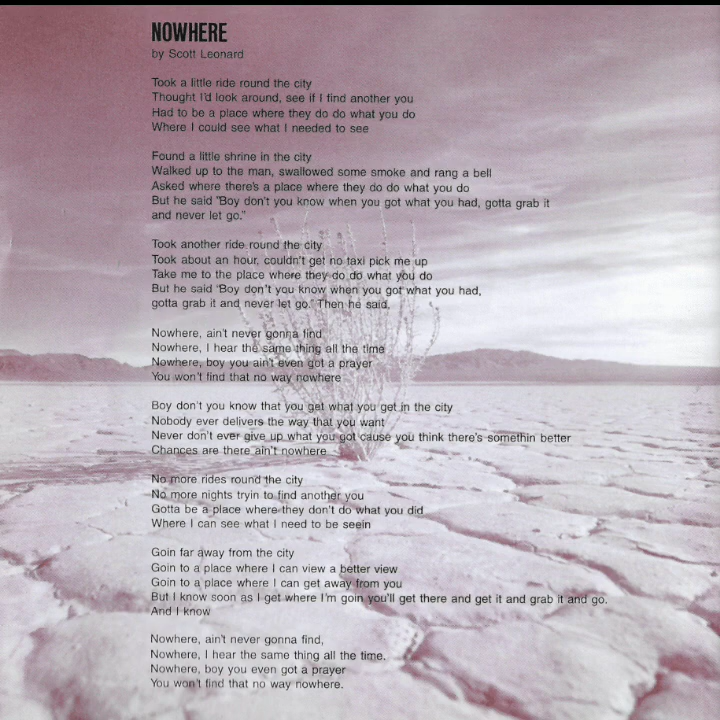 NOWHERE
by Scott Leonard
Took a little ride round the city
Thought I'd look around, see if I find another you
Had to be a place where they do do what you do
Where I could see what I needed to see
Found a little shrine in the city
Walked up to the man, swallowed some smoke and rang a bell
Asked where there's a place where they do do what you do
But he said "Boy don't you know when you got what you had, gotta grab it
and never let go."
Took another ride round the city
Took about an hour, couldn't get no taxi pick me up
Take me to the place where they do do what you do
But he said "Boy don't you know when you got what you had,
gotta grab it and never let go." Then he said,
Nowhere, ain't never gonna find
Nowhere, I hear the same thing all the time
Nowhere, boy you ain't even got a prayer
You won't find that no way nowhere
Boy don't you know that you get what you get in the city
Nobody ever delivers the way that you want
Never don't ever give up what you got cause you think there's somethin better
Chances are there ain't nowhere
No more rides round the city
No more nights tryin to find another you
Gotta be a place where they don't do what you did
Where I can see what I need to be seein
Goin far away from the city
Goin to a place where I can view a better view
Goin to a place where I can get away from you
But I know soon as I get where I'm goin you'll get there and get it and grab it and go.
And I know
Nowhere, ain't never gonna find,
Nowhere, I hear the same thing all the time.
Nowhere, boy you even got a prayer
You won't find that no way nowhere.